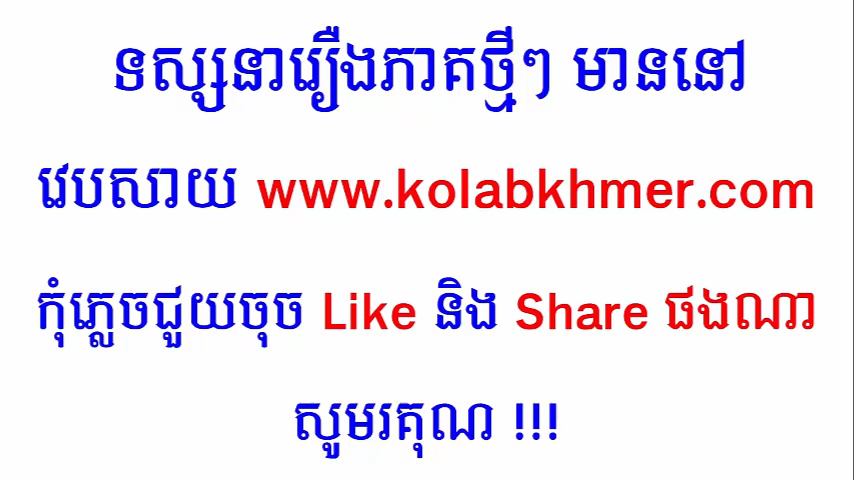 ទស្សនារឿងភាគថ្មីៗ មាននៅ
វេបសាយ www.kolabkhmer.com
កុំភ្លេចជួយចុច Like និង Share ផងណា
សូមរគុណ !!!